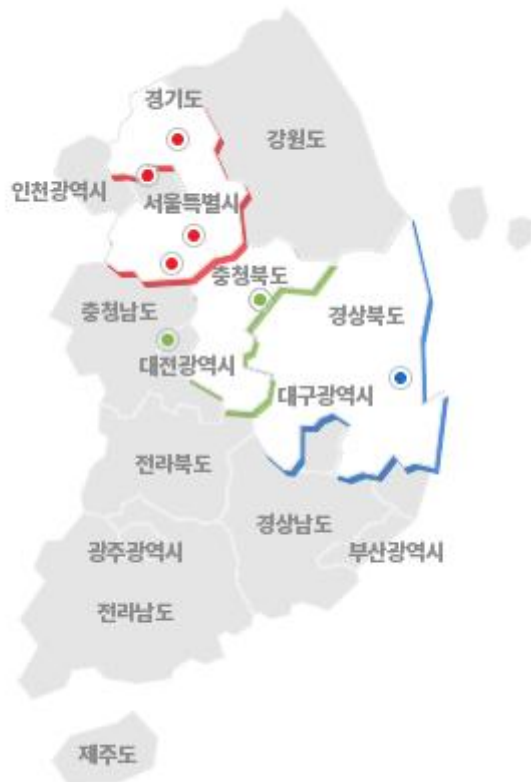 경기도
강원도
인천광역시
서울특별시
충청북도
충청남도
경상북도
대전광역시
대구광역시
전라북도
경상남도
광주광역시
부산광역시
전라남도
제주도